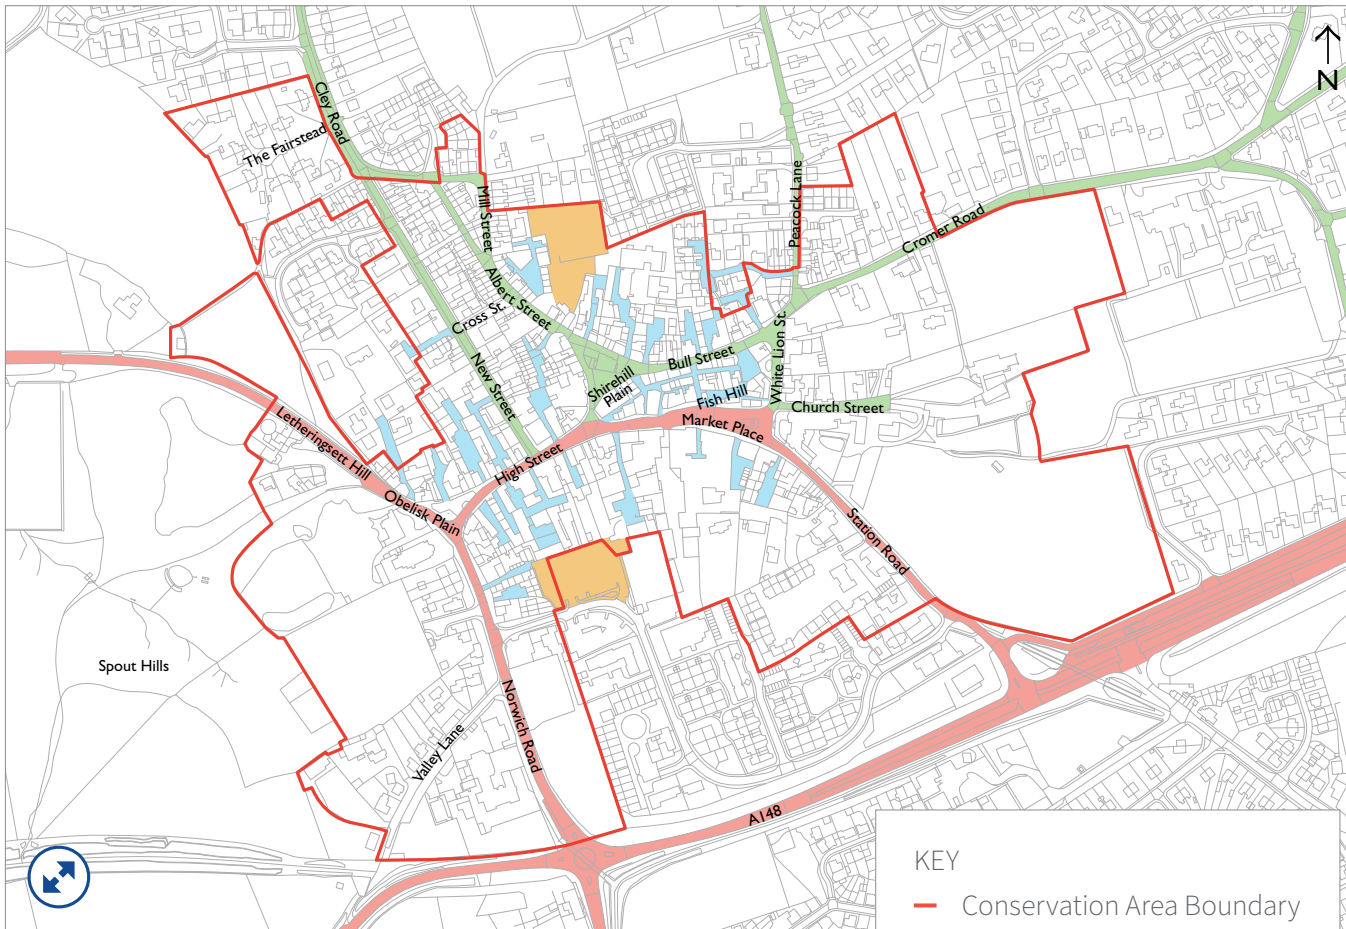 N
Cley Road
The Fairstead
Mill Street
Peacock Lane
Cromer Road
Albert Street
Cross St.
New Street
Shirehill
Plain
Bull Street
White Lion St.
Fish Hill
Church Street
Market Place
Letheringsett Hill
High Street
Obelisk Plain
Station Road
Spout Hills
Norwich Road
Valley Lane
A148
KEY
Conservation Area Boundary